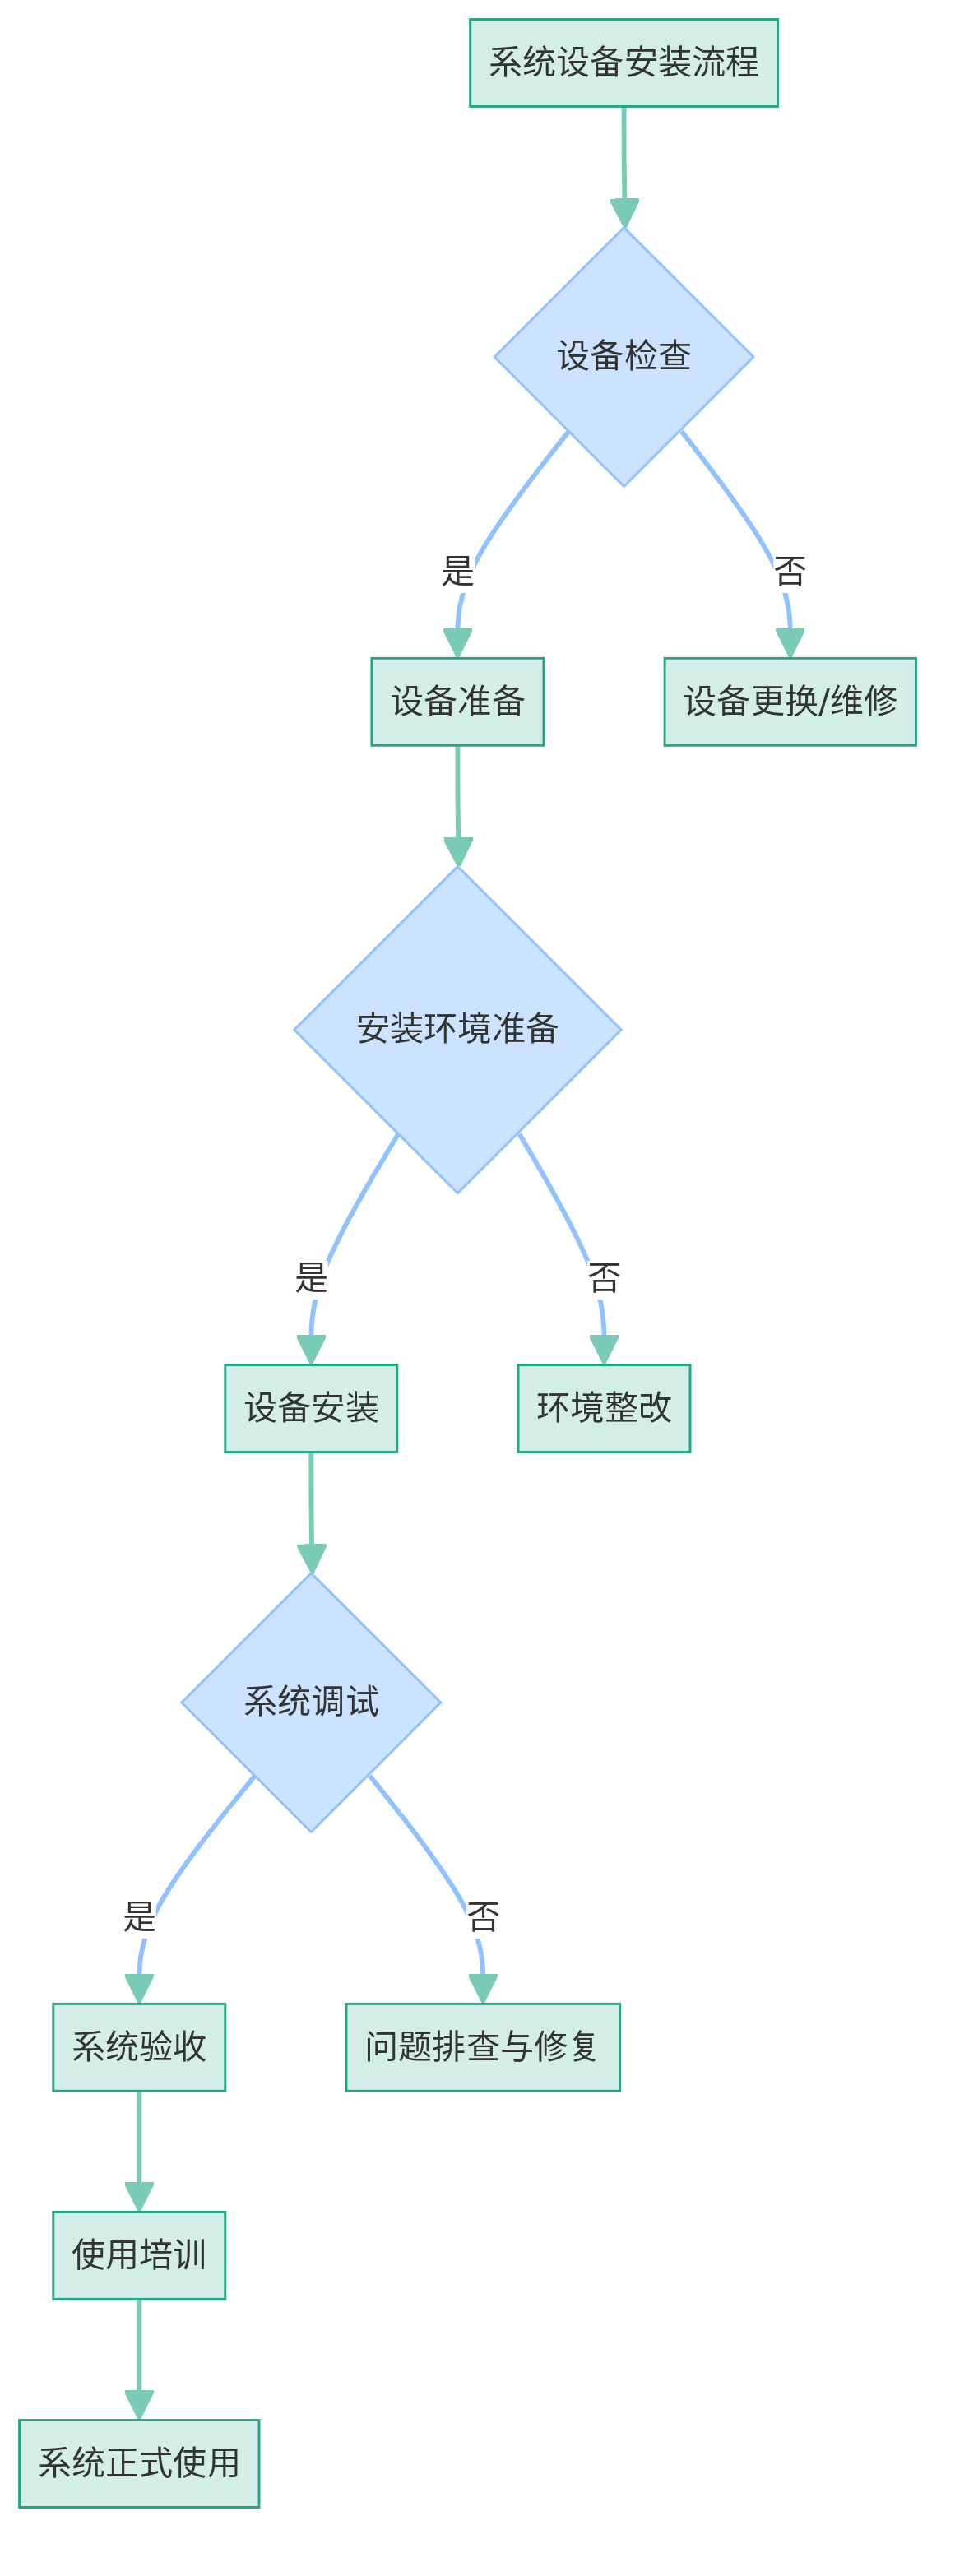 系统设备安装流程
设备检查
是
否
设备准备
设备更换/维修
安装环境准备
是
否
设备安装
环境整改
系统调试
是
否
系统验收
问题排查与修复
使用培训
系统正式使用